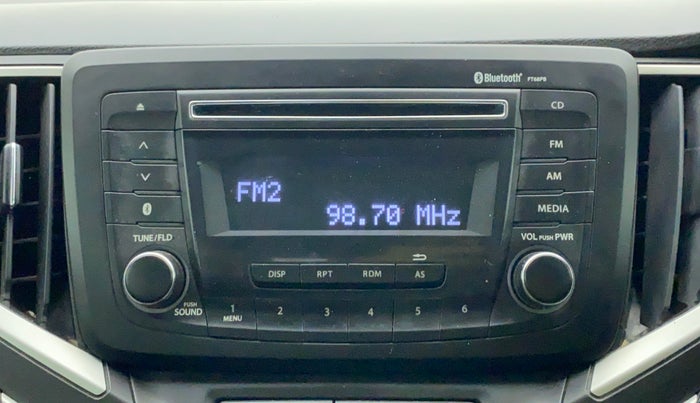 Bluetooth®
PT68P8
CD
FM
AM
MEDIA
FM2
98.70 MHz
TUNE/FLD
VOL PUSH PWR
DISP RPT RDM AS
PUSH
SOUND
1 2 3 4 5 6
MENU